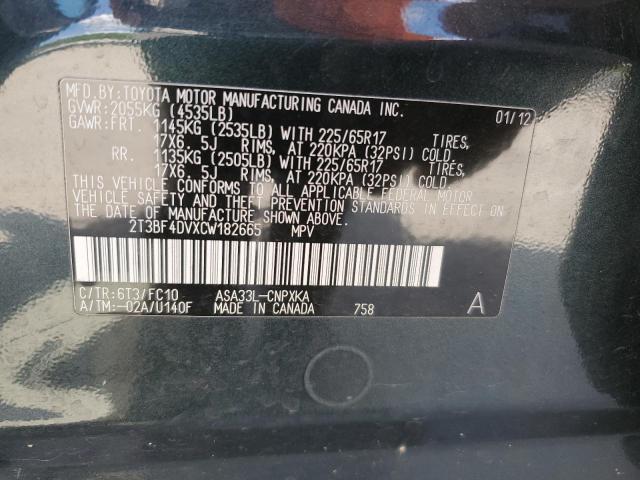 MFD.BY:TOYOTA MOTOR MANUFACTURING CANADA INC. 01/12
GVWR:2055KG (4535LB)
GAWR:FRT. 1145KG (2535LB) WITH 225/65R17 TIRES,
17X6. 5J RIMS, AT 220KPA (32PSI) COLD.
RR. 1135KG (2505LB) WITH 225/65R17 TIRES,
17X6. 5J RIMS, AT 220KPA (32PSI) COLD.
THIS VEHICLE CONFORMS TO ALL APPLICABLE FEDERAL MOTOR
VEHICLE SAFETY AND THEFT PREVENTION STANDARDS IN EFFECT ON
THE DATE OF MANUFACTURE SHOWN ABOVE.
2T3BF4DVXCW182665 MPV
C/TR:6T3/FC10 ASA33L-CNPXKA
A/TM:-02A/U140F MADE IN CANADA 758 A